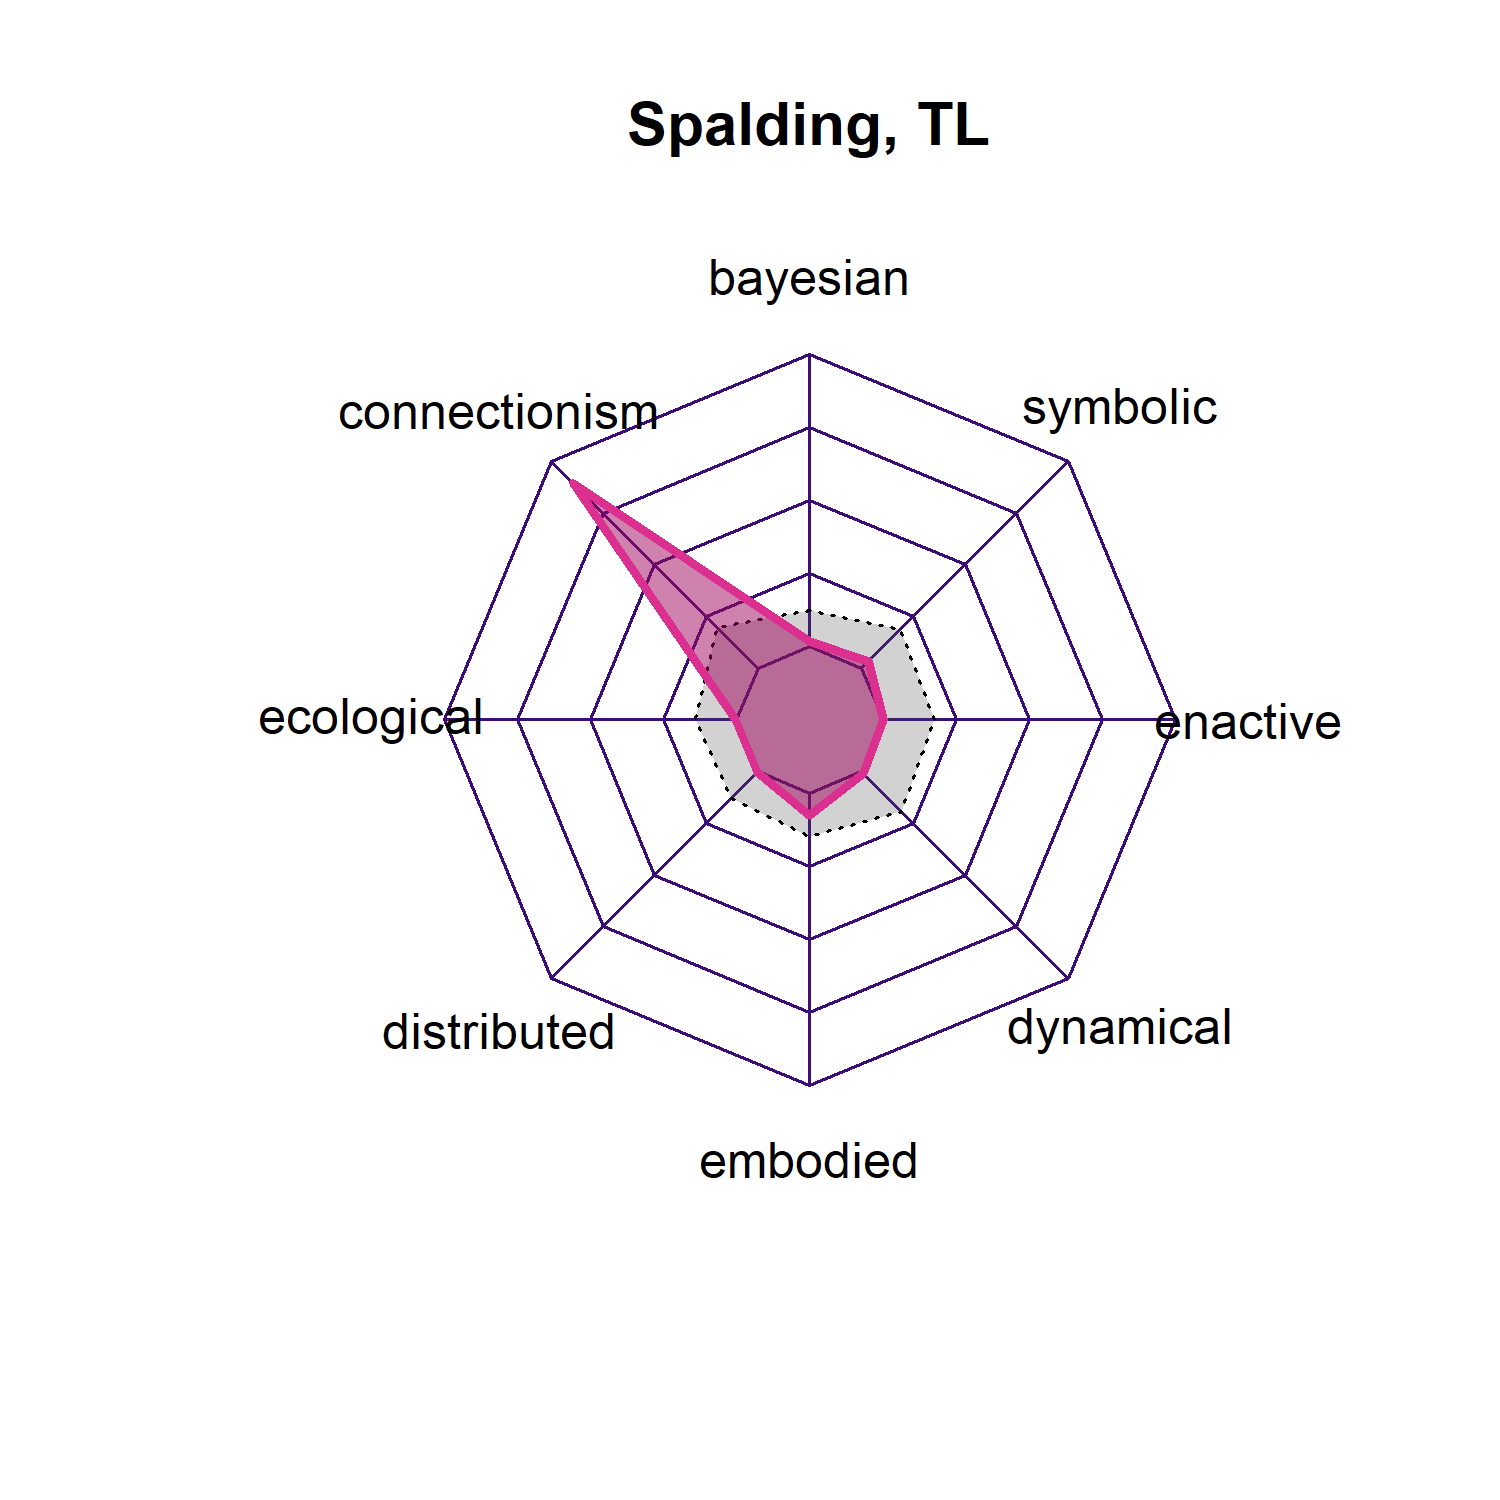 Spalding, TL
bayesian
symbolic
connectionism
ecological
enactive
distributed
dynamical
embodied